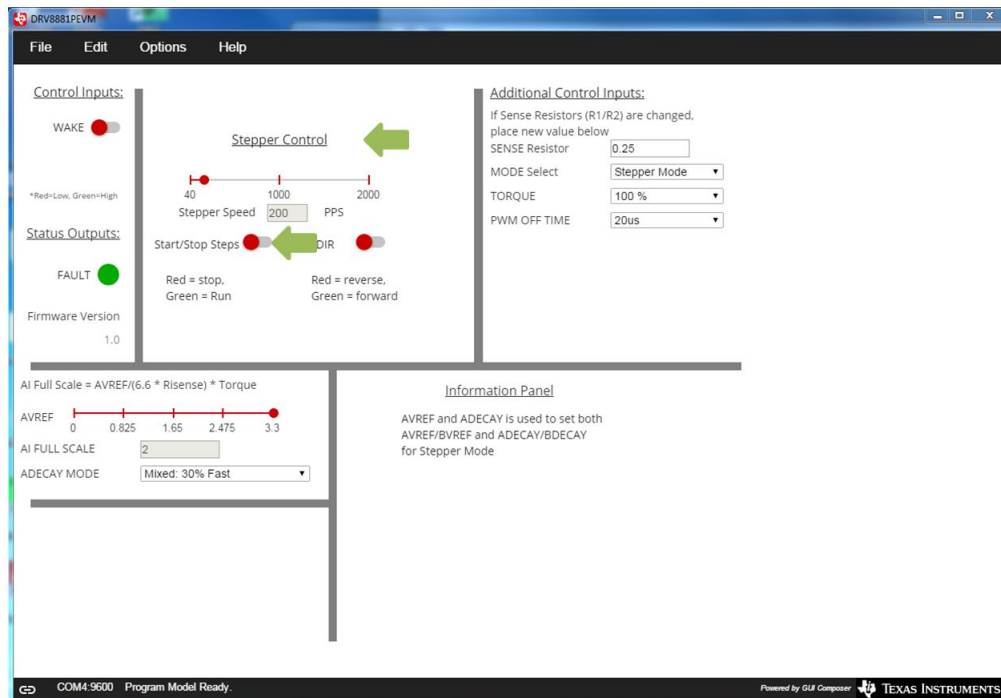 DRV8881PEVM
File Edit Options Help
Control Inputs:
WAKE
*Red=Low, Green=High
Status Outputs:
FAULT
Firmware Version
1.0
Stepper Control
40 1000 2000
Stepper Speed 200 PPS
Start/Stop Steps DIR
Red = stop,
Green = Run
Red = reverse,
Green = forward
Additional Control Inputs:
If Sense Resistors (R1/R2) are changed,
place new value below
SENSE Resistor 0.25
MODE Select Stepper Mode
TORQUE 100 %
PWM OFF TIME 20us
AI Full Scale = AVREF/(6.6 * Risense) * Torque
AVREF
0 0.825 1.65 2.475 3.3
AI FULL SCALE 2
ADECAY MODE Mixed: 30% Fast
Information Panel
AVREF and ADECAY is used to set both
AVREF/BVREF and ADECAY/BDECAY
for Stepper Mode
COM4:9600 Program Model Ready.
Powered by GUI Composer TEXAS INSTRUMENTS